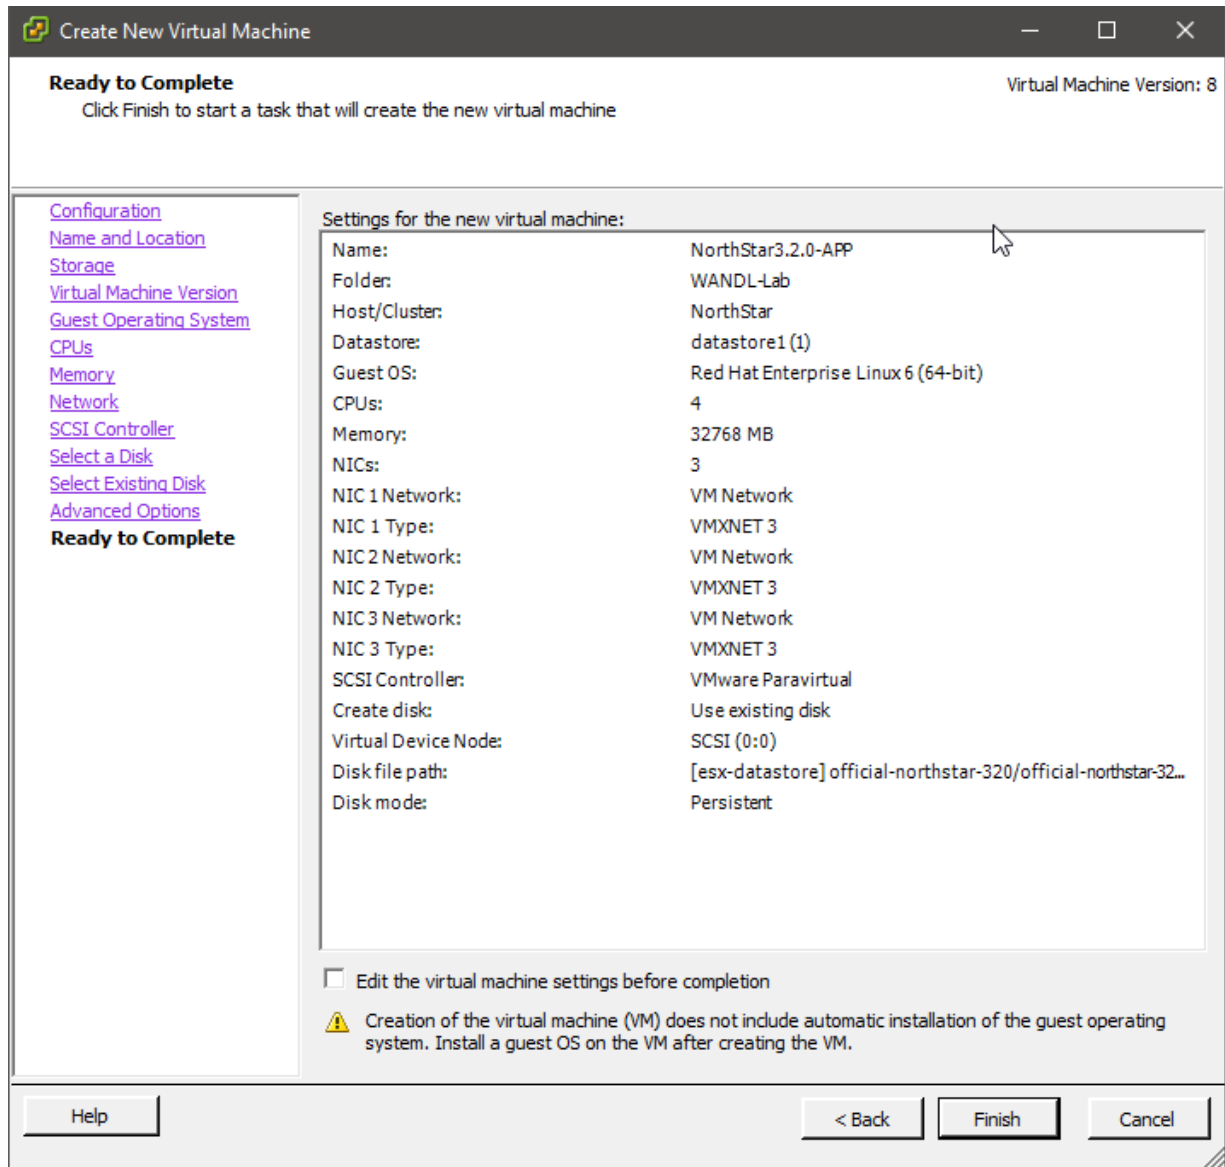 Create New Virtual Machine
Ready to Complete
Virtual Machine Version: 8
Click Finish to start a task that will create the new virtual machine
Configuration
Name and Location
Storage
Virtual Machine Version
Guest Operating System
CPUs
Memory
Network
SCSI Controller
Select a Disk
Select Existing Disk
Advanced Options
Ready to Complete
Settings for the new virtual machine:
Name: NorthStar3.2.0-APP
Folder: WANDL-Lab
Host/Cluster: NorthStar
Datastore: datastore1 (1)
Guest OS: Red Hat Enterprise Linux 6 (64-bit)
CPUs: 4
Memory: 32768 MB
NICs: 3
NIC 1 Network: VM Network
NIC 1 Type: VMXNET 3
NIC 2 Network: VM Network
NIC 2 Type: VMXNET 3
NIC 3 Network: VM Network
NIC 3 Type: VMXNET 3
SCSI Controller: VMware Paravirtual
Create disk: Use existing disk
Virtual Device Node: SCSI (0:0)
Disk file path: [esx-datastore] official-northstar-320/official-northstar-32...
Disk mode: Persistent
Edit the virtual machine settings before completion
Creation of the virtual machine (VM) does not include automatic installation of the guest operating
system. Install a guest OS on the VM after creating the VM.
Help
< Back
Finish
Cancel